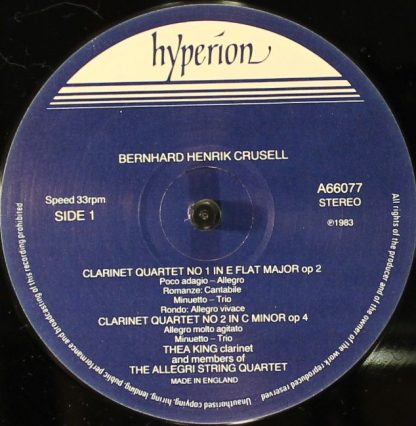 hyperion
BERNHARD HENRIK CRUSELL
Speed 33rpm
SIDE 1
A66077
STEREO
℗1983
CLARINET QUARTET NO 1 IN E FLAT MAJOR op 2
Poco adagio – Allegro
Romanze: Cantabile
Minuetto – Trio
Rondo: Allegro vivace
CLARINET QUARTET NO 2 IN C MINOR op 4
Allegro molto agitato
Minuetto – Trio
THEA KING clarinet
and members of
THE ALLEGRI STRING QUARTET
MADE IN ENGLAND
All rights of the producer and of the owner of the work reproduced reserved
Unauthorised copying, hiring, lending, public performance and broadcasting of this recording prohibited